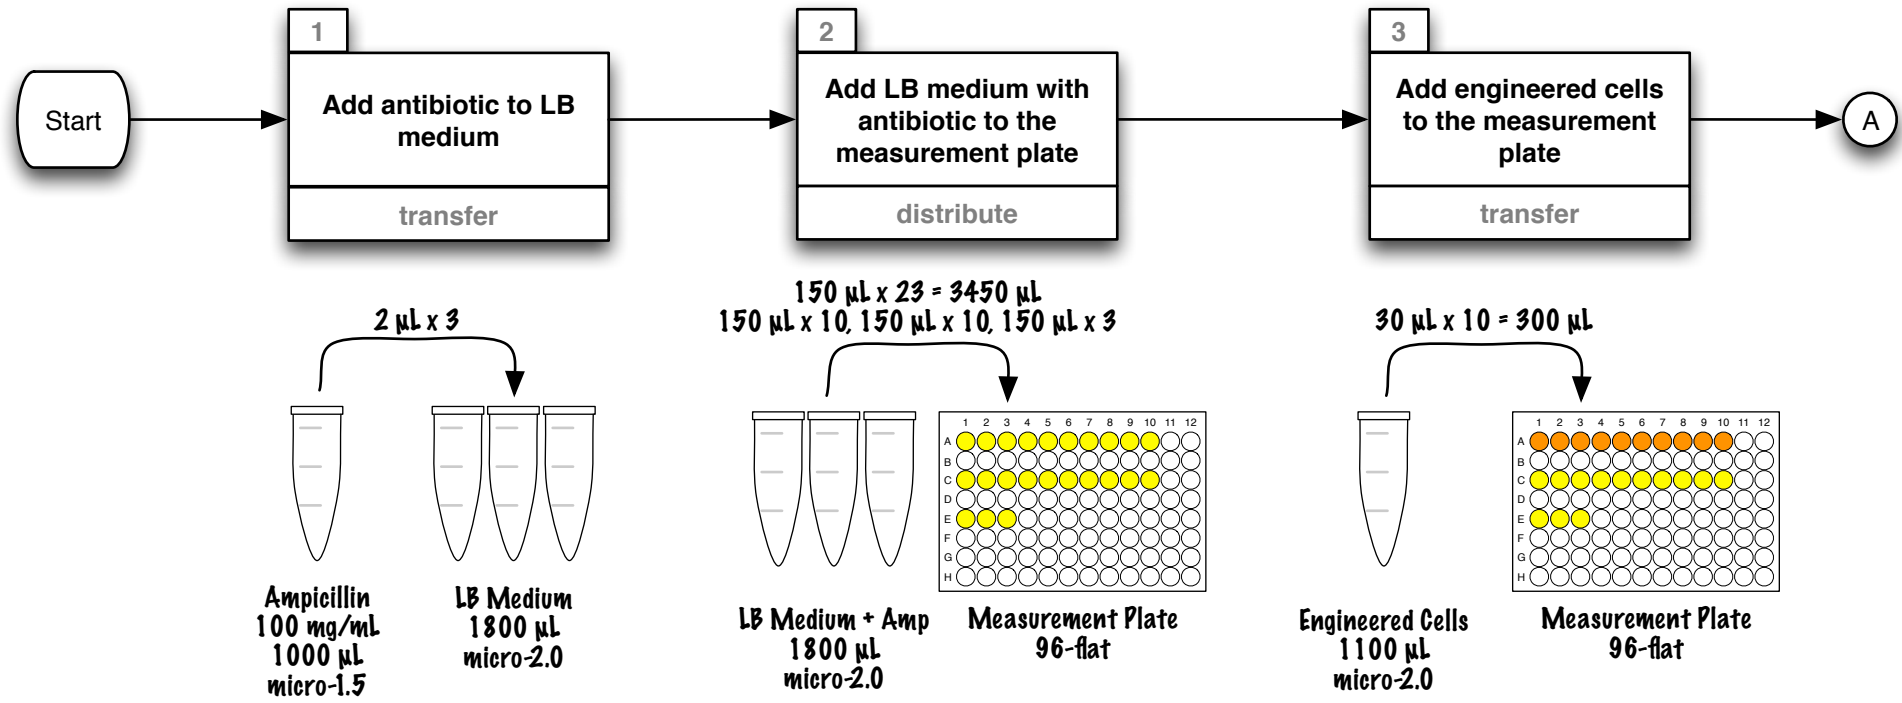 1
2
3
Start
Add antibiotic to LB
medium
transfer
Add LB medium with
antibiotic to the
measurement plate
distribute
Add engineered cells
to the measurement
plate
transfer
A
2 µL x 3
150 µL x 23 = 3450 µL
150 µL x 10, 150 µL x 10, 150 µL x 3
30 µL x 10 = 300 µL
1 2 3 4 5 6 7 8 9 10 11 12
A
B
C
D
E
F
G
H
1 2 3 4 5 6 7 8 9 10 11 12
A
B
C
D
E
F
G
H
Ampicillin
100 mg/mL
1000 µL
micro-1.5
LB Medium
1800 µL
micro-2.0
LB Medium + Amp
1800 µL
micro-2.0
Measurement Plate
96-flat
Engineered Cells
1100 µL
micro-2.0
Measurement Plate
96-flat